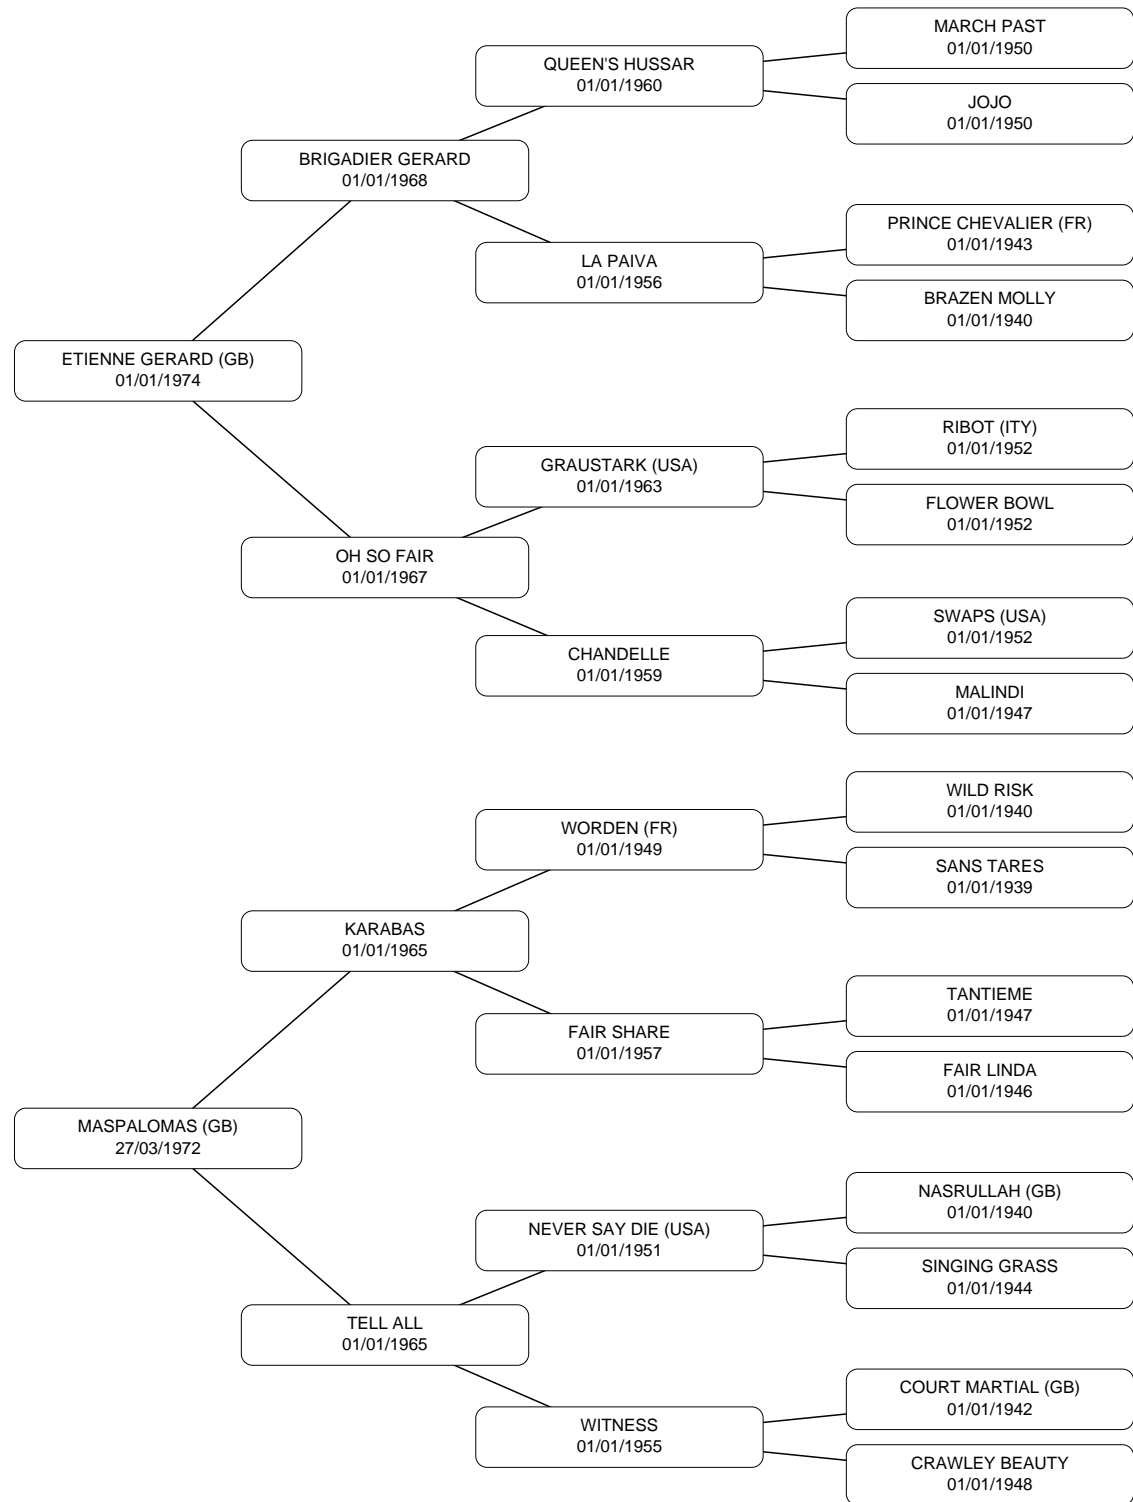 MARCH PAST
01/01/1950
QUEEN'S HUSSAR
01/01/1960
JOJO
01/01/1950
BRIGADIER GERARD
01/01/1968
PRINCE CHEVALIER (FR)
01/01/1943
LA PAIVA
01/01/1956
BRAZEN MOLLY
01/01/1940
ETIENNE GERARD (GB)
01/01/1974
RIBOT (ITY)
01/01/1952
GRAUSTARK (USA)
01/01/1963
FLOWER BOWL
01/01/1952
OH SO FAIR
01/01/1967
SWAPS (USA)
01/01/1952
CHANDELLE
01/01/1959
MALINDI
01/01/1947
WILD RISK
01/01/1940
WORDEN (FR)
01/01/1949
SANS TARES
01/01/1939
KARABAS
01/01/1965
TANTIEME
01/01/1947
FAIR SHARE
01/01/1957
FAIR LINDA
01/01/1946
MASPALOMAS (GB)
27/03/1972
NASRULLAH (GB)
01/01/1940
NEVER SAY DIE (USA)
01/01/1951
SINGING GRASS
01/01/1944
TELL ALL
01/01/1965
COURT MARTIAL (GB)
01/01/1942
WITNESS
01/01/1955
CRAWLEY BEAUTY
01/01/1948